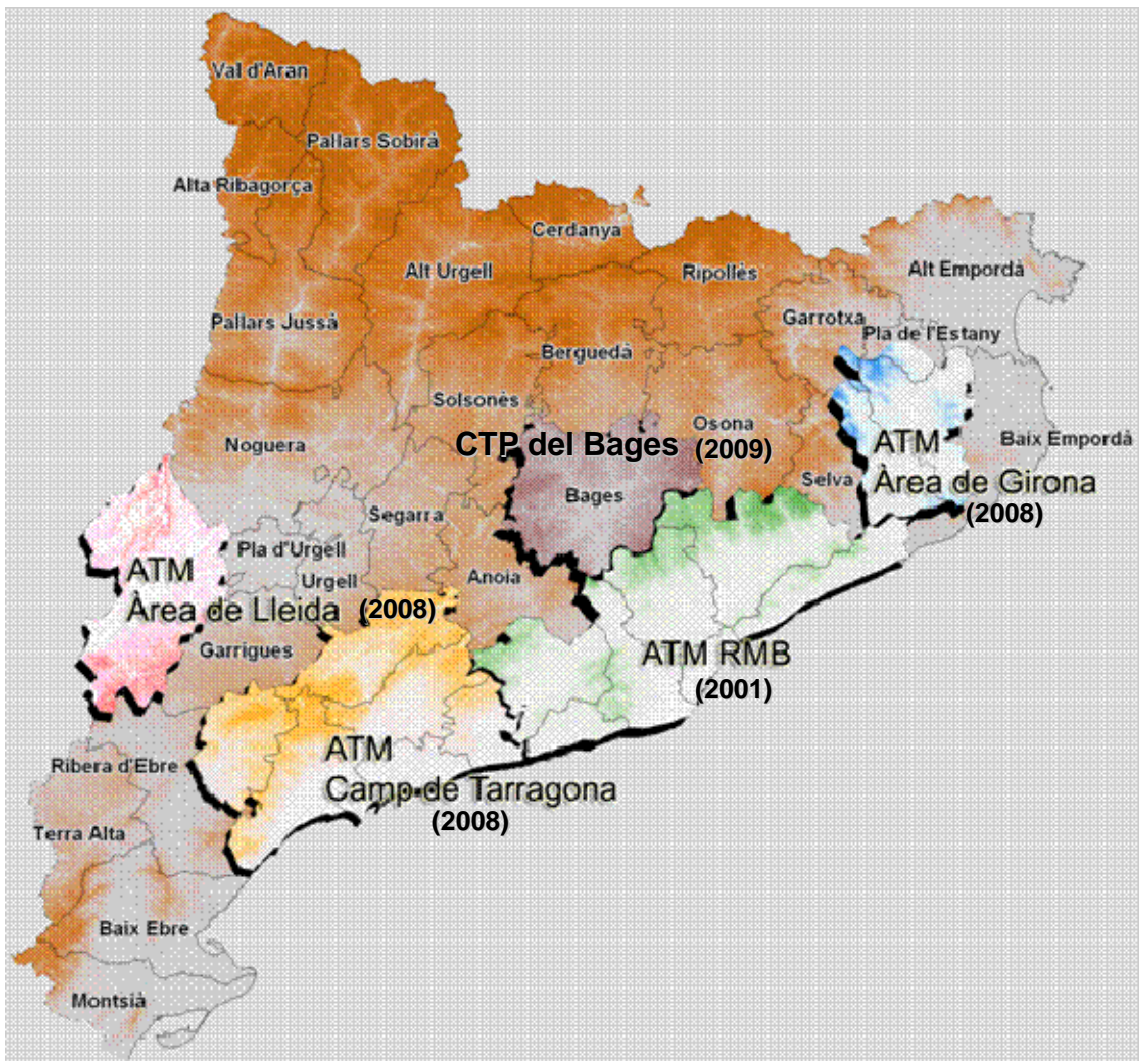 Val d'Aran
Pallars Sobirà
Alta Ribagorça
Cerdanya
Alt Urgell
Ripollès
Alt Empordà
Pallars Jussà
Garrotxa
Pla de l'Estany
Berguedà
Solsonès
Osona
Noguera
CTP del Bages (2009)
ATM
Àrea de Girona
(2008)
Baix Empordà
Selva
Bages
Segarra
Pla d'Urgell
Urgell
Anoia
ATM
Àrea de Lleida (2008)
Garrigues
ATM RMB
(2001)
ATM
Camp de Tarragona
(2008)
Ribera d'Ebre
Terra Alta
Baix Ebre
Montsià